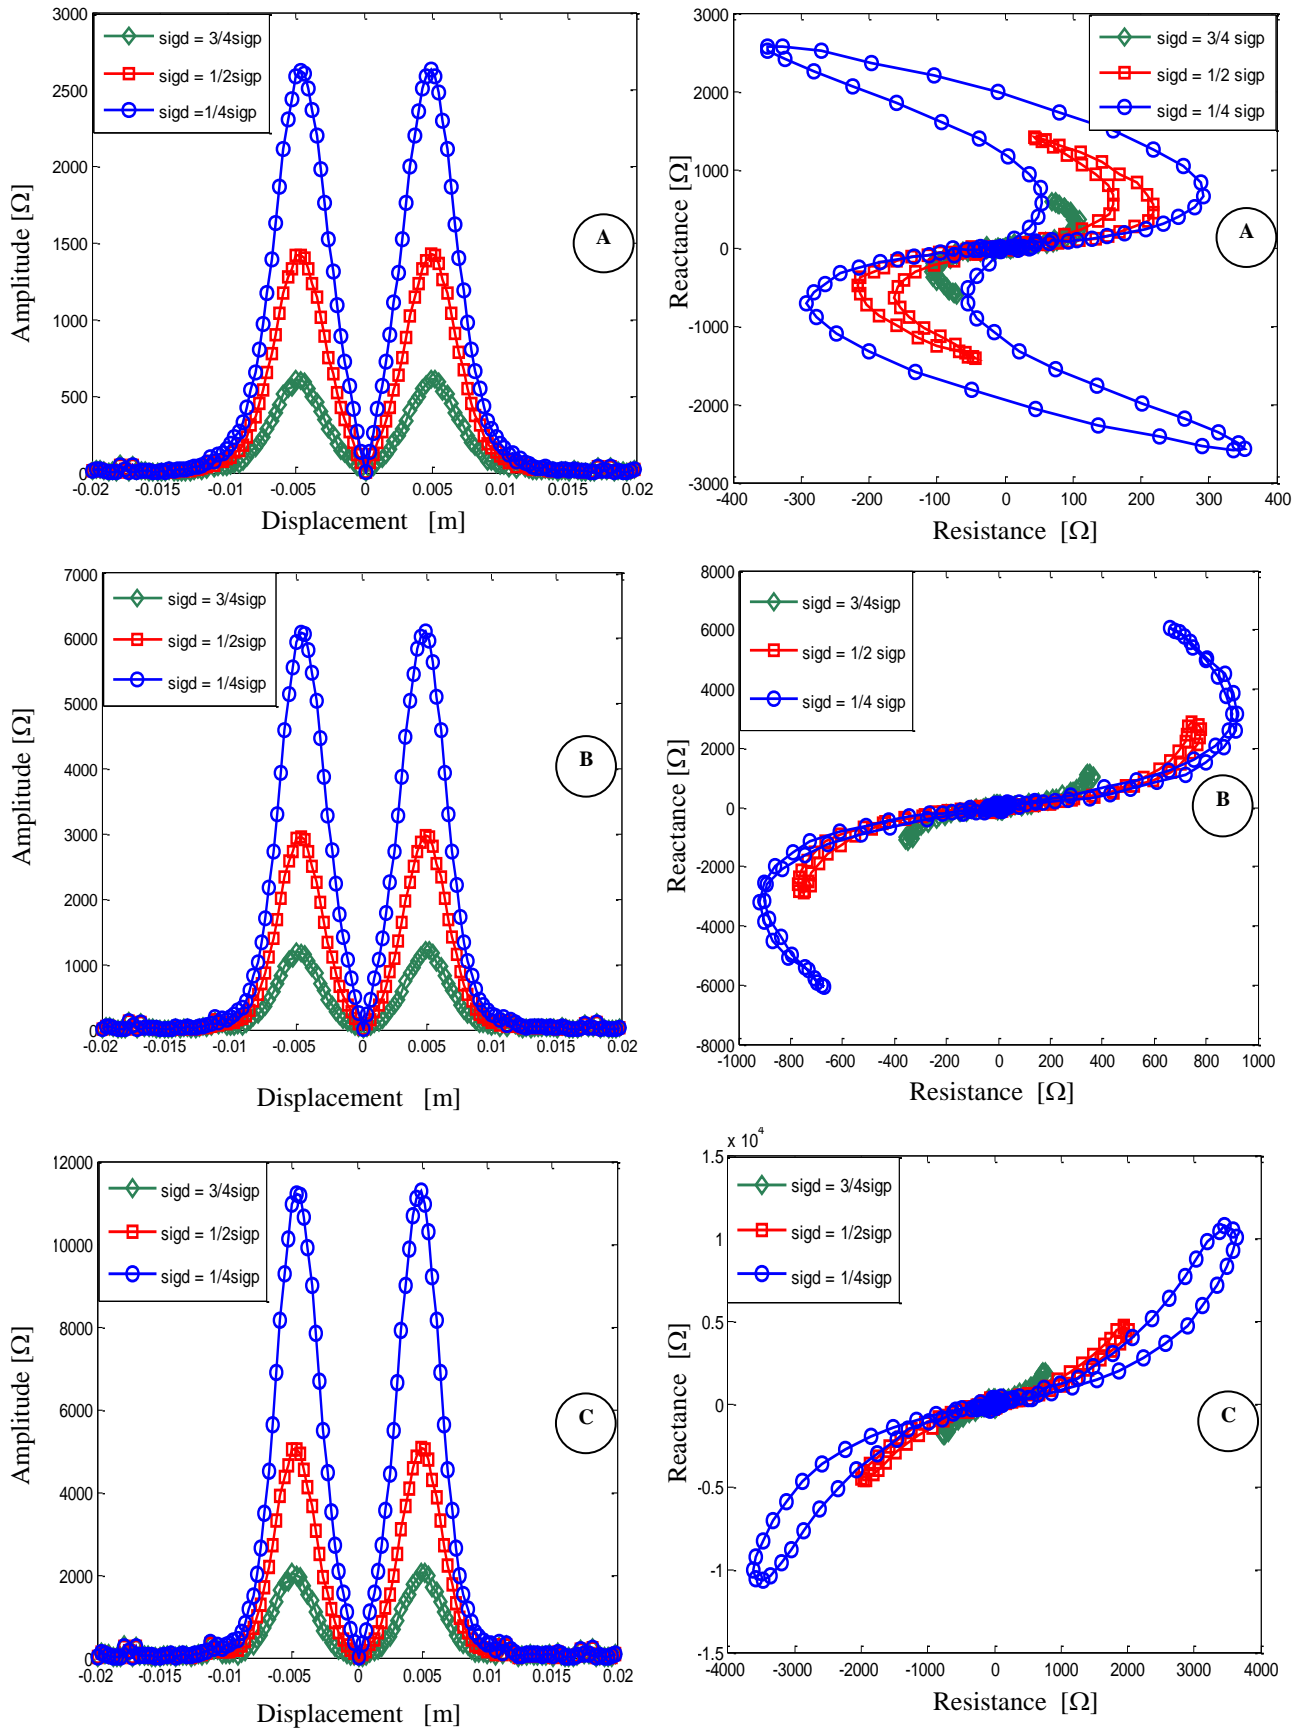 3000
2500
2000
1500
1000
500
0
Amplitude [Ω]
sigd = 3/4sigp
sigd = 1/2sigp
sigd =1/4sigp
A
-0.02
-0.015
-0.01
-0.005
0
0.005
0.01
0.015
0.02
Displacement [m]
3000
2000
1000
0
-1000
-2000
-3000
Reactance [Ω]
sigd = 3/4 sigp
sigd = 1/2 sigp
sigd = 1/4 sigp
A
-400
-300
-200
-100
0
100
200
300
400
Resistance [Ω]
7000
6000
5000
4000
3000
2000
1000
0
Amplitude [Ω]
sigd = 3/4sigp
sigd = 1/2sigp
sigd = 1/4sigp
B
-0.02
-0.015
-0.01
-0.005
0
0.005
0.01
0.015
0.02
Displacement [m]
8000
6000
4000
2000
0
-2000
-4000
-6000
-8000
Reactance [Ω]
sigd = 3/4sigp
sigd = 1/2 sigp
sigd = 1/4 sigp
B
-1000
-800
-600
-400
-200
0
200
400
600
800
1000
Resistance [Ω]
12000
10000
8000
6000
4000
2000
0
Amplitude [Ω]
sigd = 3/4sigp
sigd = 1/2sigp
sigd = 1/4sigp
C
-0.02
-0.015
-0.01
-0.005
0
0.005
0.01
0.015
0.02
Displacement [m]
x 10⁴
1.5
1
0.5
0
-0.5
-1
-1.5
Reactance [Ω]
sigd = 3/4sigp
sigd = 1/2sigp
sigd = 1/4sigp
C
-4000
-3000
-2000
-1000
0
1000
2000
3000
4000
Resistance [Ω]